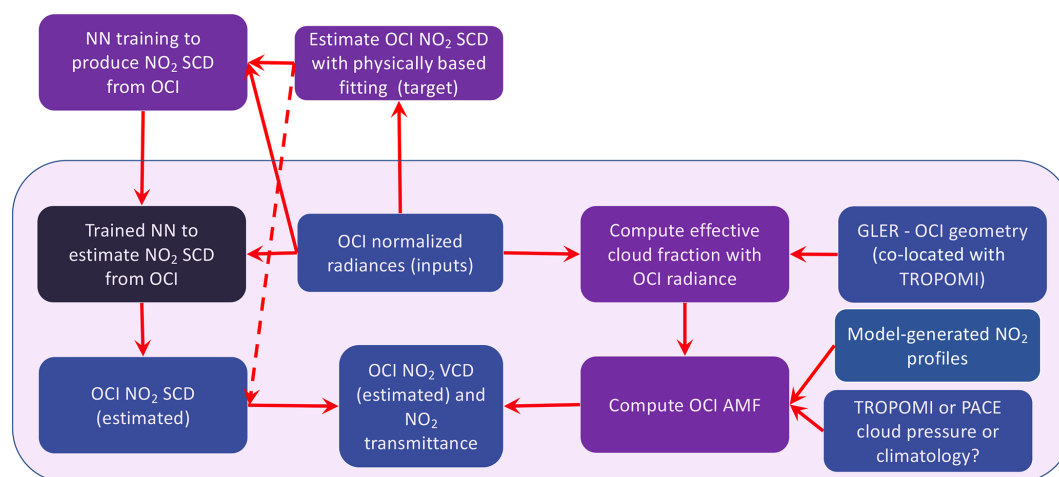 NN training to
produce NO₂ SCD
from OCI
Estimate OCI NO₂ SCD
with physically based
fitting (target)
Trained NN to
estimate NO₂ SCD
from OCI
OCI normalized
radiances (inputs)
Compute effective
cloud fraction with
OCI radiance
GLER - OCI geometry
(co-located with
TROPOMI)
Model-generated NO₂
profiles
OCI NO₂ SCD
(estimated)
OCI NO₂ VCD
(estimated) and
NO₂
transmittance
Compute OCI AMF
TROPOMI or PACE
cloud pressure or
climatology?